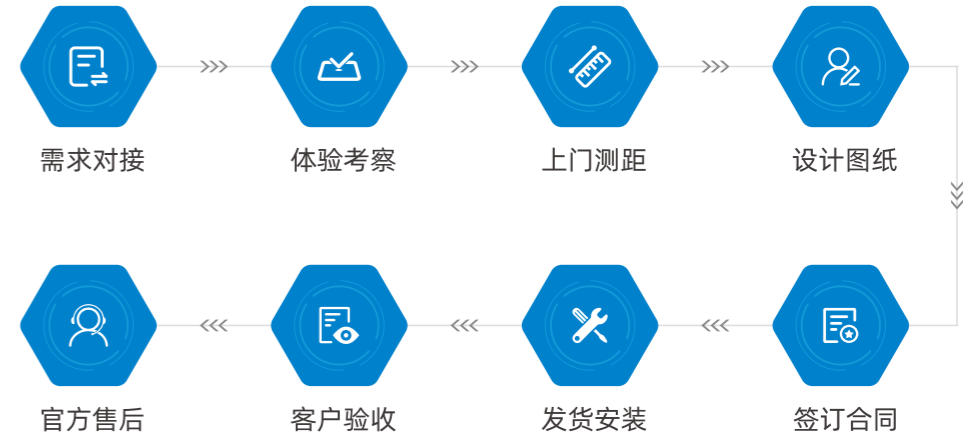 需求对接
体验考察
上门测距
设计图纸
签订合同
发货安装
客户验收
官方售后